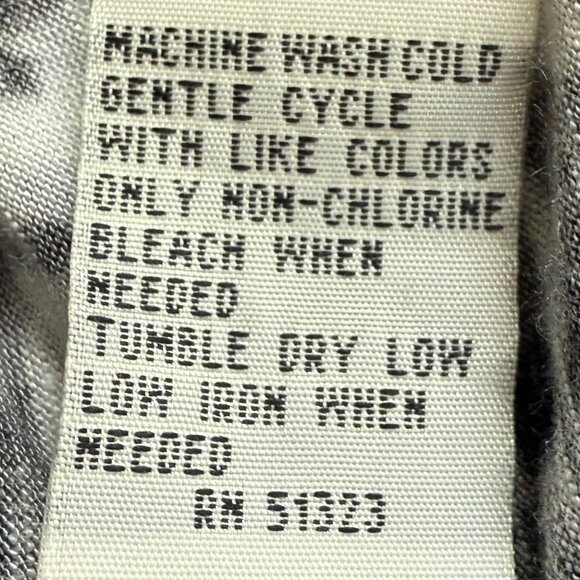 MACHINE WASH COLD
GENTLE CYCLE
WITH LIKE COLORS
ONLY NON-CHLORINE
BLEACH WHEN
NEEDED
TUMBLE DRY LOW
LOW IRON WHEN
NEEDED
RN 51323